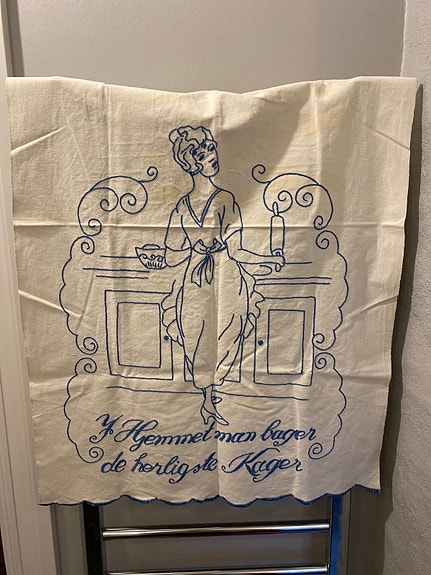 I Hjemmet man bager
de herligste Kager